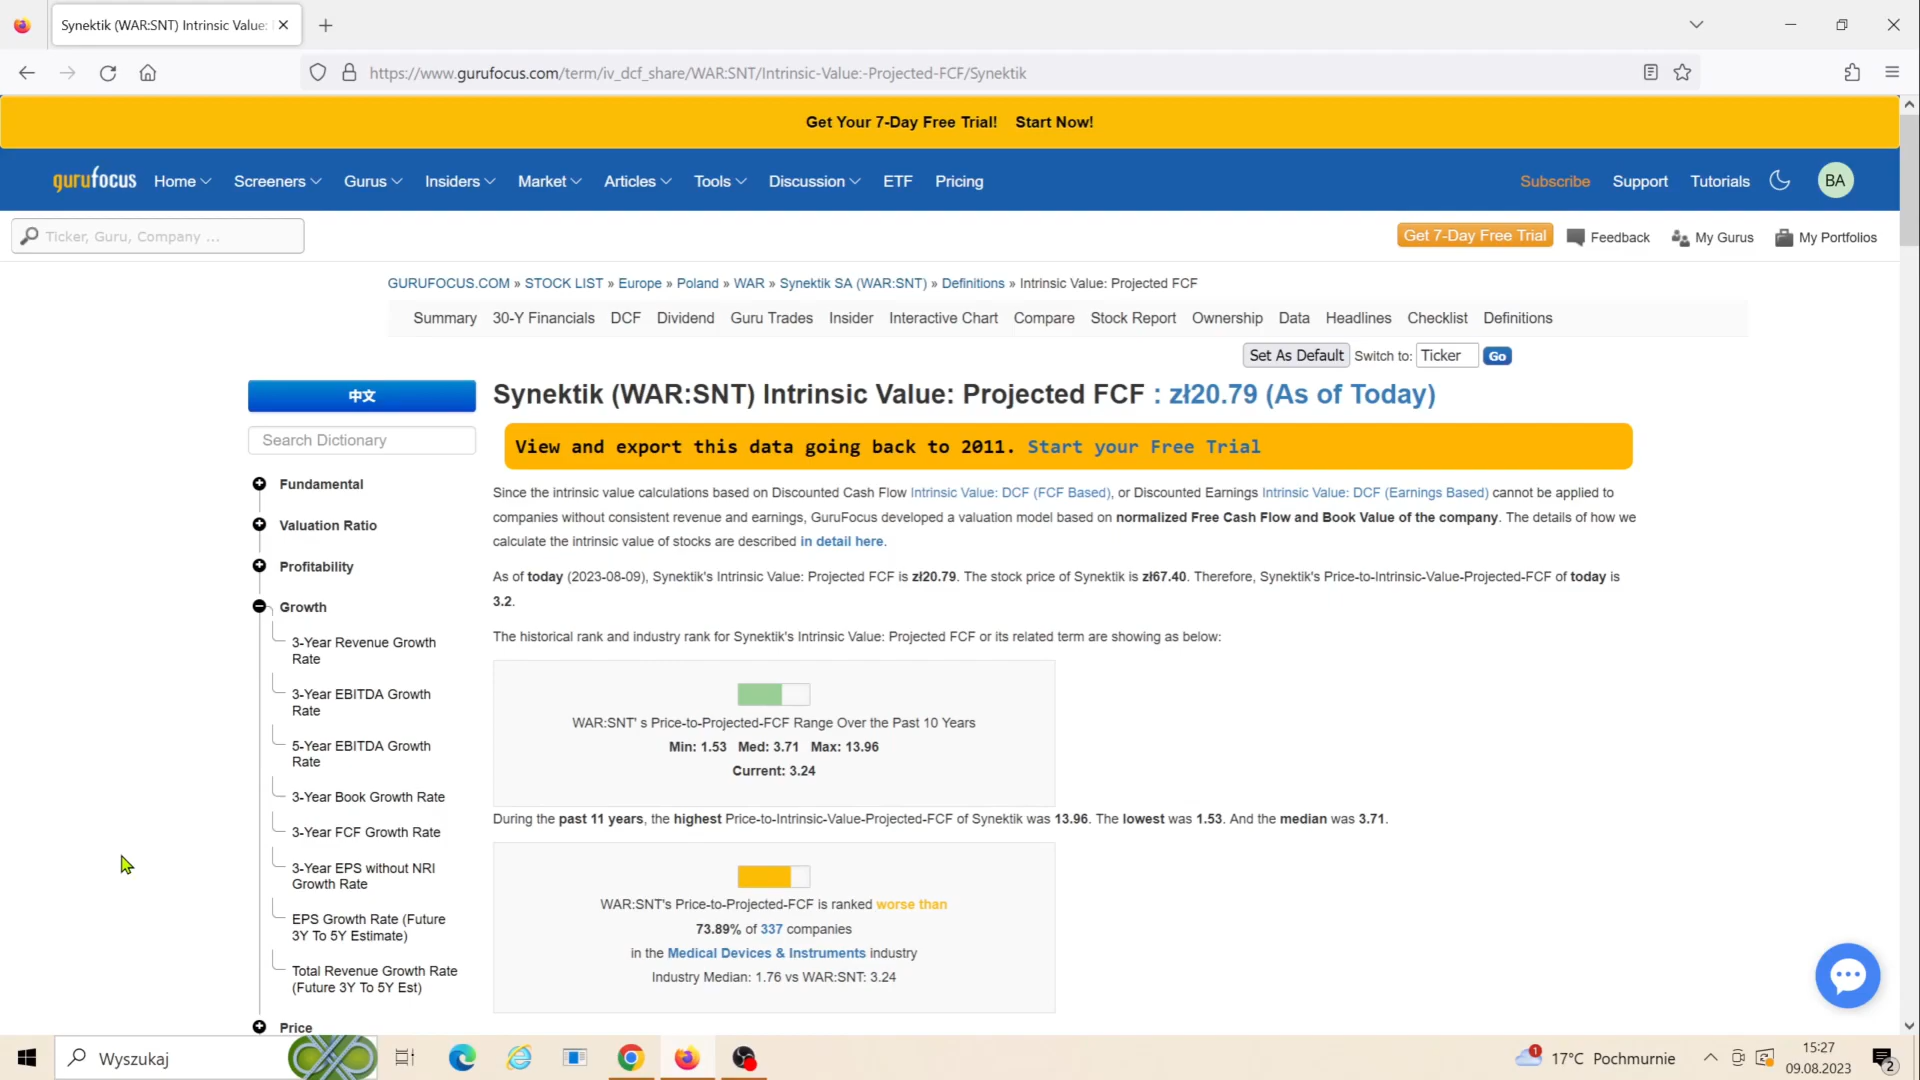 Synektik (WAR:SNT) Intrinsic Value:
https://www.gurufocus.com/term/iv_dcf_share/WAR:SNT/Intrinsic-Value:-Projected-FCF/Synektik
Get Your 7-Day Free Trial! Start Now!
gurufocus Home Screeners Gurus Insiders Market Articles Tools Discussion ETF Pricing Subscribe Support Tutorials BA
Ticker, Guru, Company ... Get 7-Day Free Trial Feedback My Gurus My Portfolios
GURUFOCUS.COM » STOCK LIST » Europe » Poland » WAR » Synektik SA (WAR:SNT) » Definitions » Intrinsic Value: Projected FCF
Summary 30-Y Financials DCF Dividend Guru Trades Insider Interactive Chart Compare Stock Report Ownership Data Headlines Checklist Definitions
Set As Default Switch to: Ticker Go
中文
Search Dictionary
Fundamental
Valuation Ratio
Profitability
Growth
3-Year Revenue Growth
Rate
3-Year EBITDA Growth
Rate
5-Year EBITDA Growth
Rate
3-Year Book Growth Rate
3-Year FCF Growth Rate
3-Year EPS without NRI
Growth Rate
EPS Growth Rate (Future
3Y To 5Y Estimate)
Total Revenue Growth Rate
(Future 3Y To 5Y Est)
Price
Synektik (WAR:SNT) Intrinsic Value: Projected FCF : zł20.79 (As of Today)
View and export this data going back to 2011. Start your Free Trial
Since the intrinsic value calculations based on Discounted Cash Flow Intrinsic Value: DCF (FCF Based), or Discounted Earnings Intrinsic Value: DCF (Earnings Based) cannot be applied to
companies without consistent revenue and earnings, GuruFocus developed a valuation model based on normalized Free Cash Flow and Book Value of the company. The details of how we
calculate the intrinsic value of stocks are described in detail here.
As of today (2023-08-09), Synektik's Intrinsic Value: Projected FCF is zł20.79. The stock price of Synektik is zł67.40. Therefore, Synektik's Price-to-Intrinsic-Value-Projected-FCF of today is
3.2.
The historical rank and industry rank for Synektik's Intrinsic Value: Projected FCF or its related term are showing as below:
WAR:SNT' s Price-to-Projected-FCF Range Over the Past 10 Years
Min: 1.53 Med: 3.71 Max: 13.96
Current: 3.24
During the past 11 years, the highest Price-to-Intrinsic-Value-Projected-FCF of Synektik was 13.96. The lowest was 1.53. And the median was 3.71.
WAR:SNT's Price-to-Projected-FCF is ranked worse than
73.89% of 337 companies
in the Medical Devices & Instruments industry
Industry Median: 1.76 vs WAR:SNT: 3.24
Wyszukaj
1
17°C Pochmurnie
15:27
09.08.2023
2